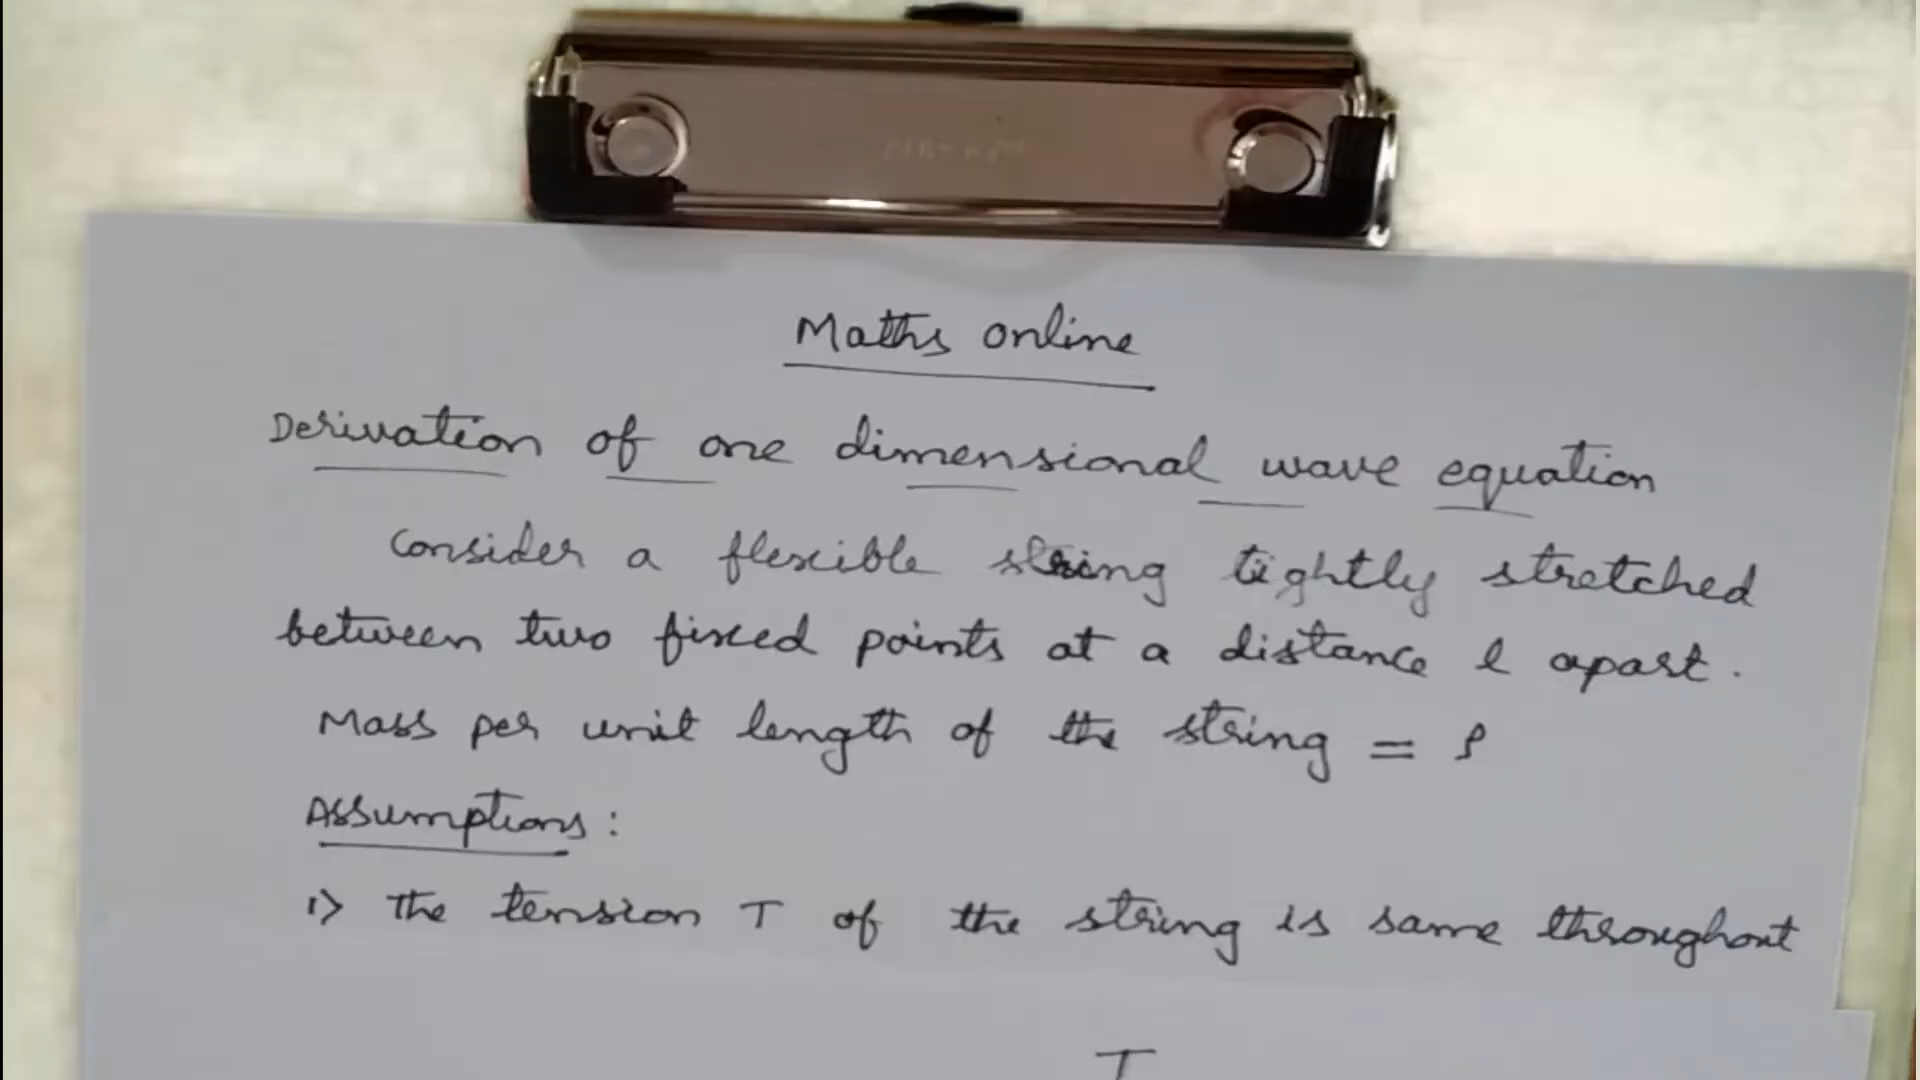 Maths online
Derivation of one dimensional wave equation
Consider a flexible string tightly stretched
between two fixed points at a distance l apart.
Mass per unit length of the string = ρ
Assumptions:
1) The tension T of the string is same throughout
T